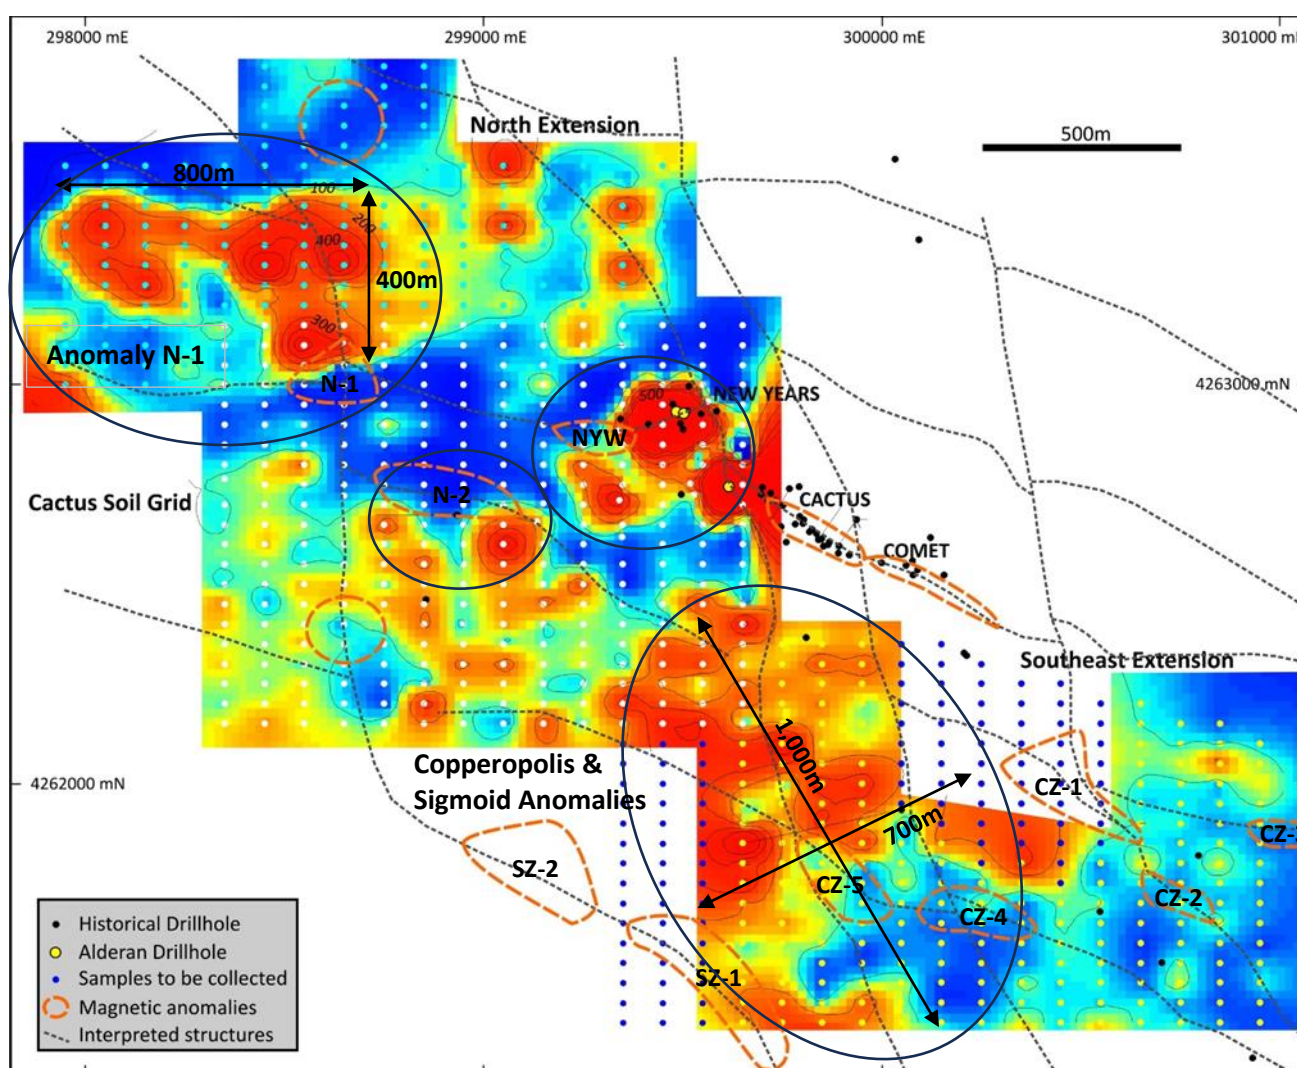 298000 mE
299000 mE
300000 mE
301000 m
North Extension
500m
800m
100
200
400
400m
300
Anomaly N-1
N-1
4263000 mN
500
NEW YEARS
NYW
N-2
Cactus Soil Grid
CACTUS
COMET
Southeast Extension
1,000m
Copperopolis &
Sigmoid Anomalies
4262000 mN
CZ-1
700m
CZ-
SZ-2
CZ-5
CZ-2
CZ-4
SZ-1
Historical Drillhole
Alderan Drillhole
Samples to be collected
Magnetic anomalies
Interpreted structures